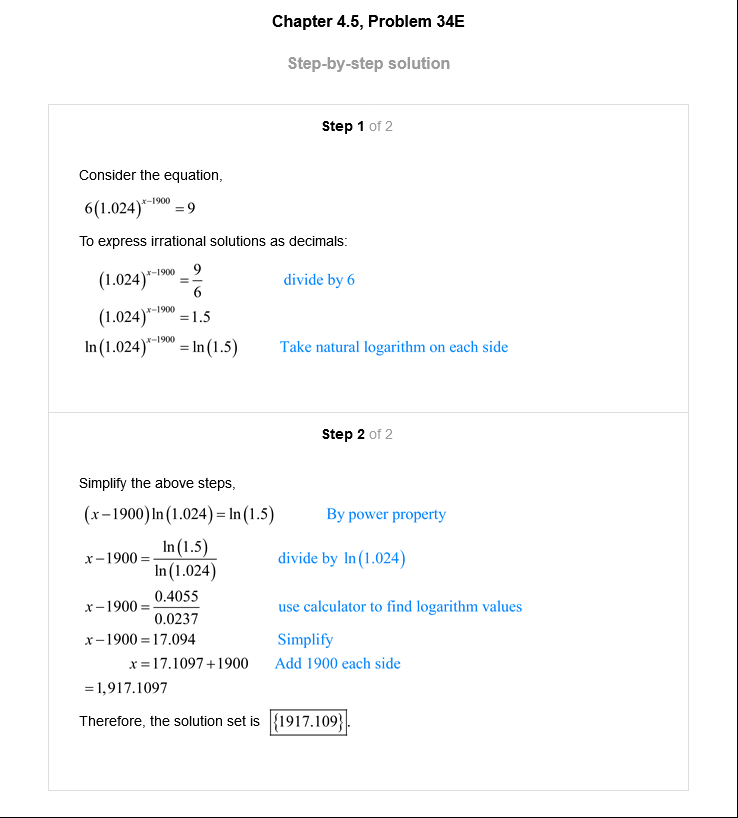 Chapter 4.5, Problem 34E
Step-by-step solution
Step 1 of 2
Consider the equation,
6(1.024)^{x−1900} = 9
To express irrational solutions as decimals:
(1.024)^{x−1900} = 9/6 divide by 6
(1.024)^{x−1900} = 1.5
ln(1.024)^{x−1900} = ln(1.5) Take natural logarithm on each side
Step 2 of 2
Simplify the above steps,
(x−1900)ln(1.024) = ln(1.5) By power property
x−1900 = ln(1.5)/ln(1.024) divide by ln(1.024)
x−1900 = 0.4055/0.0237 use calculator to find logarithm values
x−1900 = 17.094 Simplify
x = 17.1097+1900 Add 1900 each side
= 1,917.1097
Therefore, the solution set is {1917.109}.